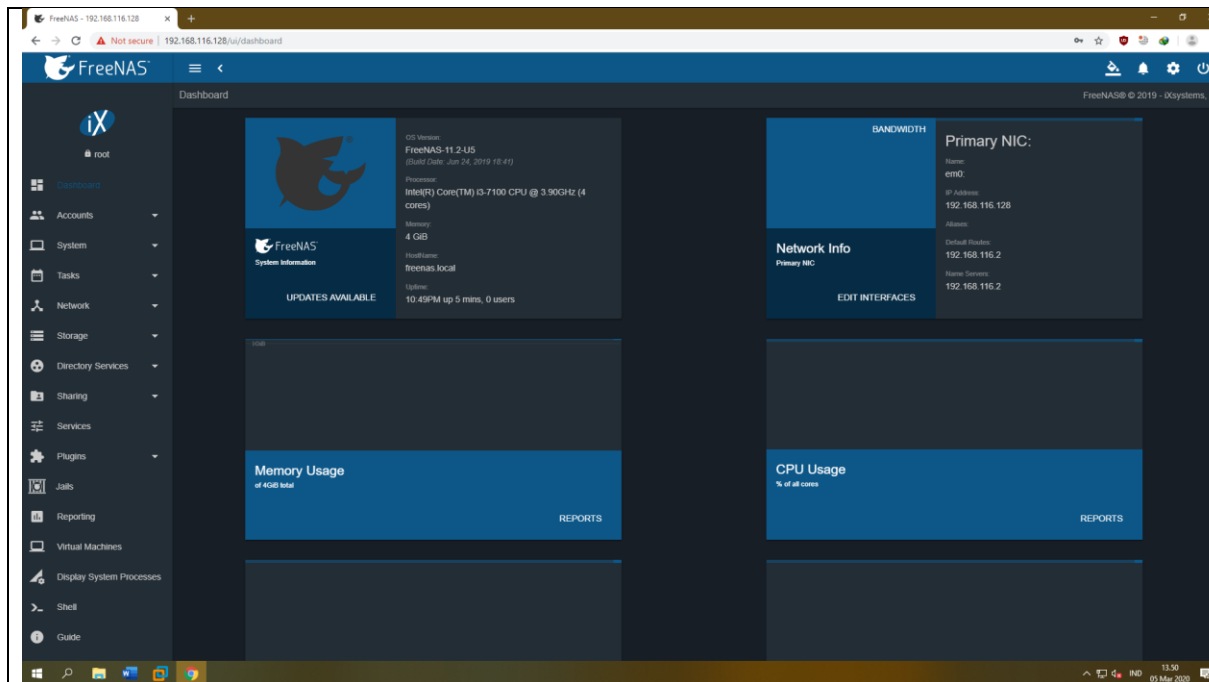 FreeNAS - 192.168.116.128
Not secure | 192.168.116.128/ui/dashboard
FreeNAS
Dashboard
FreeNAS® © 2019 - iXsystems,
iX
root
Dashboard
Accounts
System
Tasks
Network
Storage
Directory Services
Sharing
Services
Plugins
Jails
Reporting
Virtual Machines
Display System Processes
Shell
Guide
FreeNAS
System Information
UPDATES AVAILABLE
OS Version:
FreeNAS-11.2-U5
(Build Date: Jun 24, 2019 18:41)
Processor:
Intel(R) Core(TM) i3-7100 CPU @ 3.90GHz (4
cores)
Memory:
4 GiB
HostName:
freenas.local
Uptime:
10:49PM up 5 mins, 0 users
BANDWIDTH
Network Info
Primary NIC
EDIT INTERFACES
Primary NIC:
Name:
em0:
IP Address:
192.168.116.128
Aliases:
Default Routes:
192.168.116.2
Name Servers:
192.168.116.2
Memory Usage
of 4GiB total
REPORTS
CPU Usage
% of all cores
REPORTS
IND
13.50
05 Mar 2020